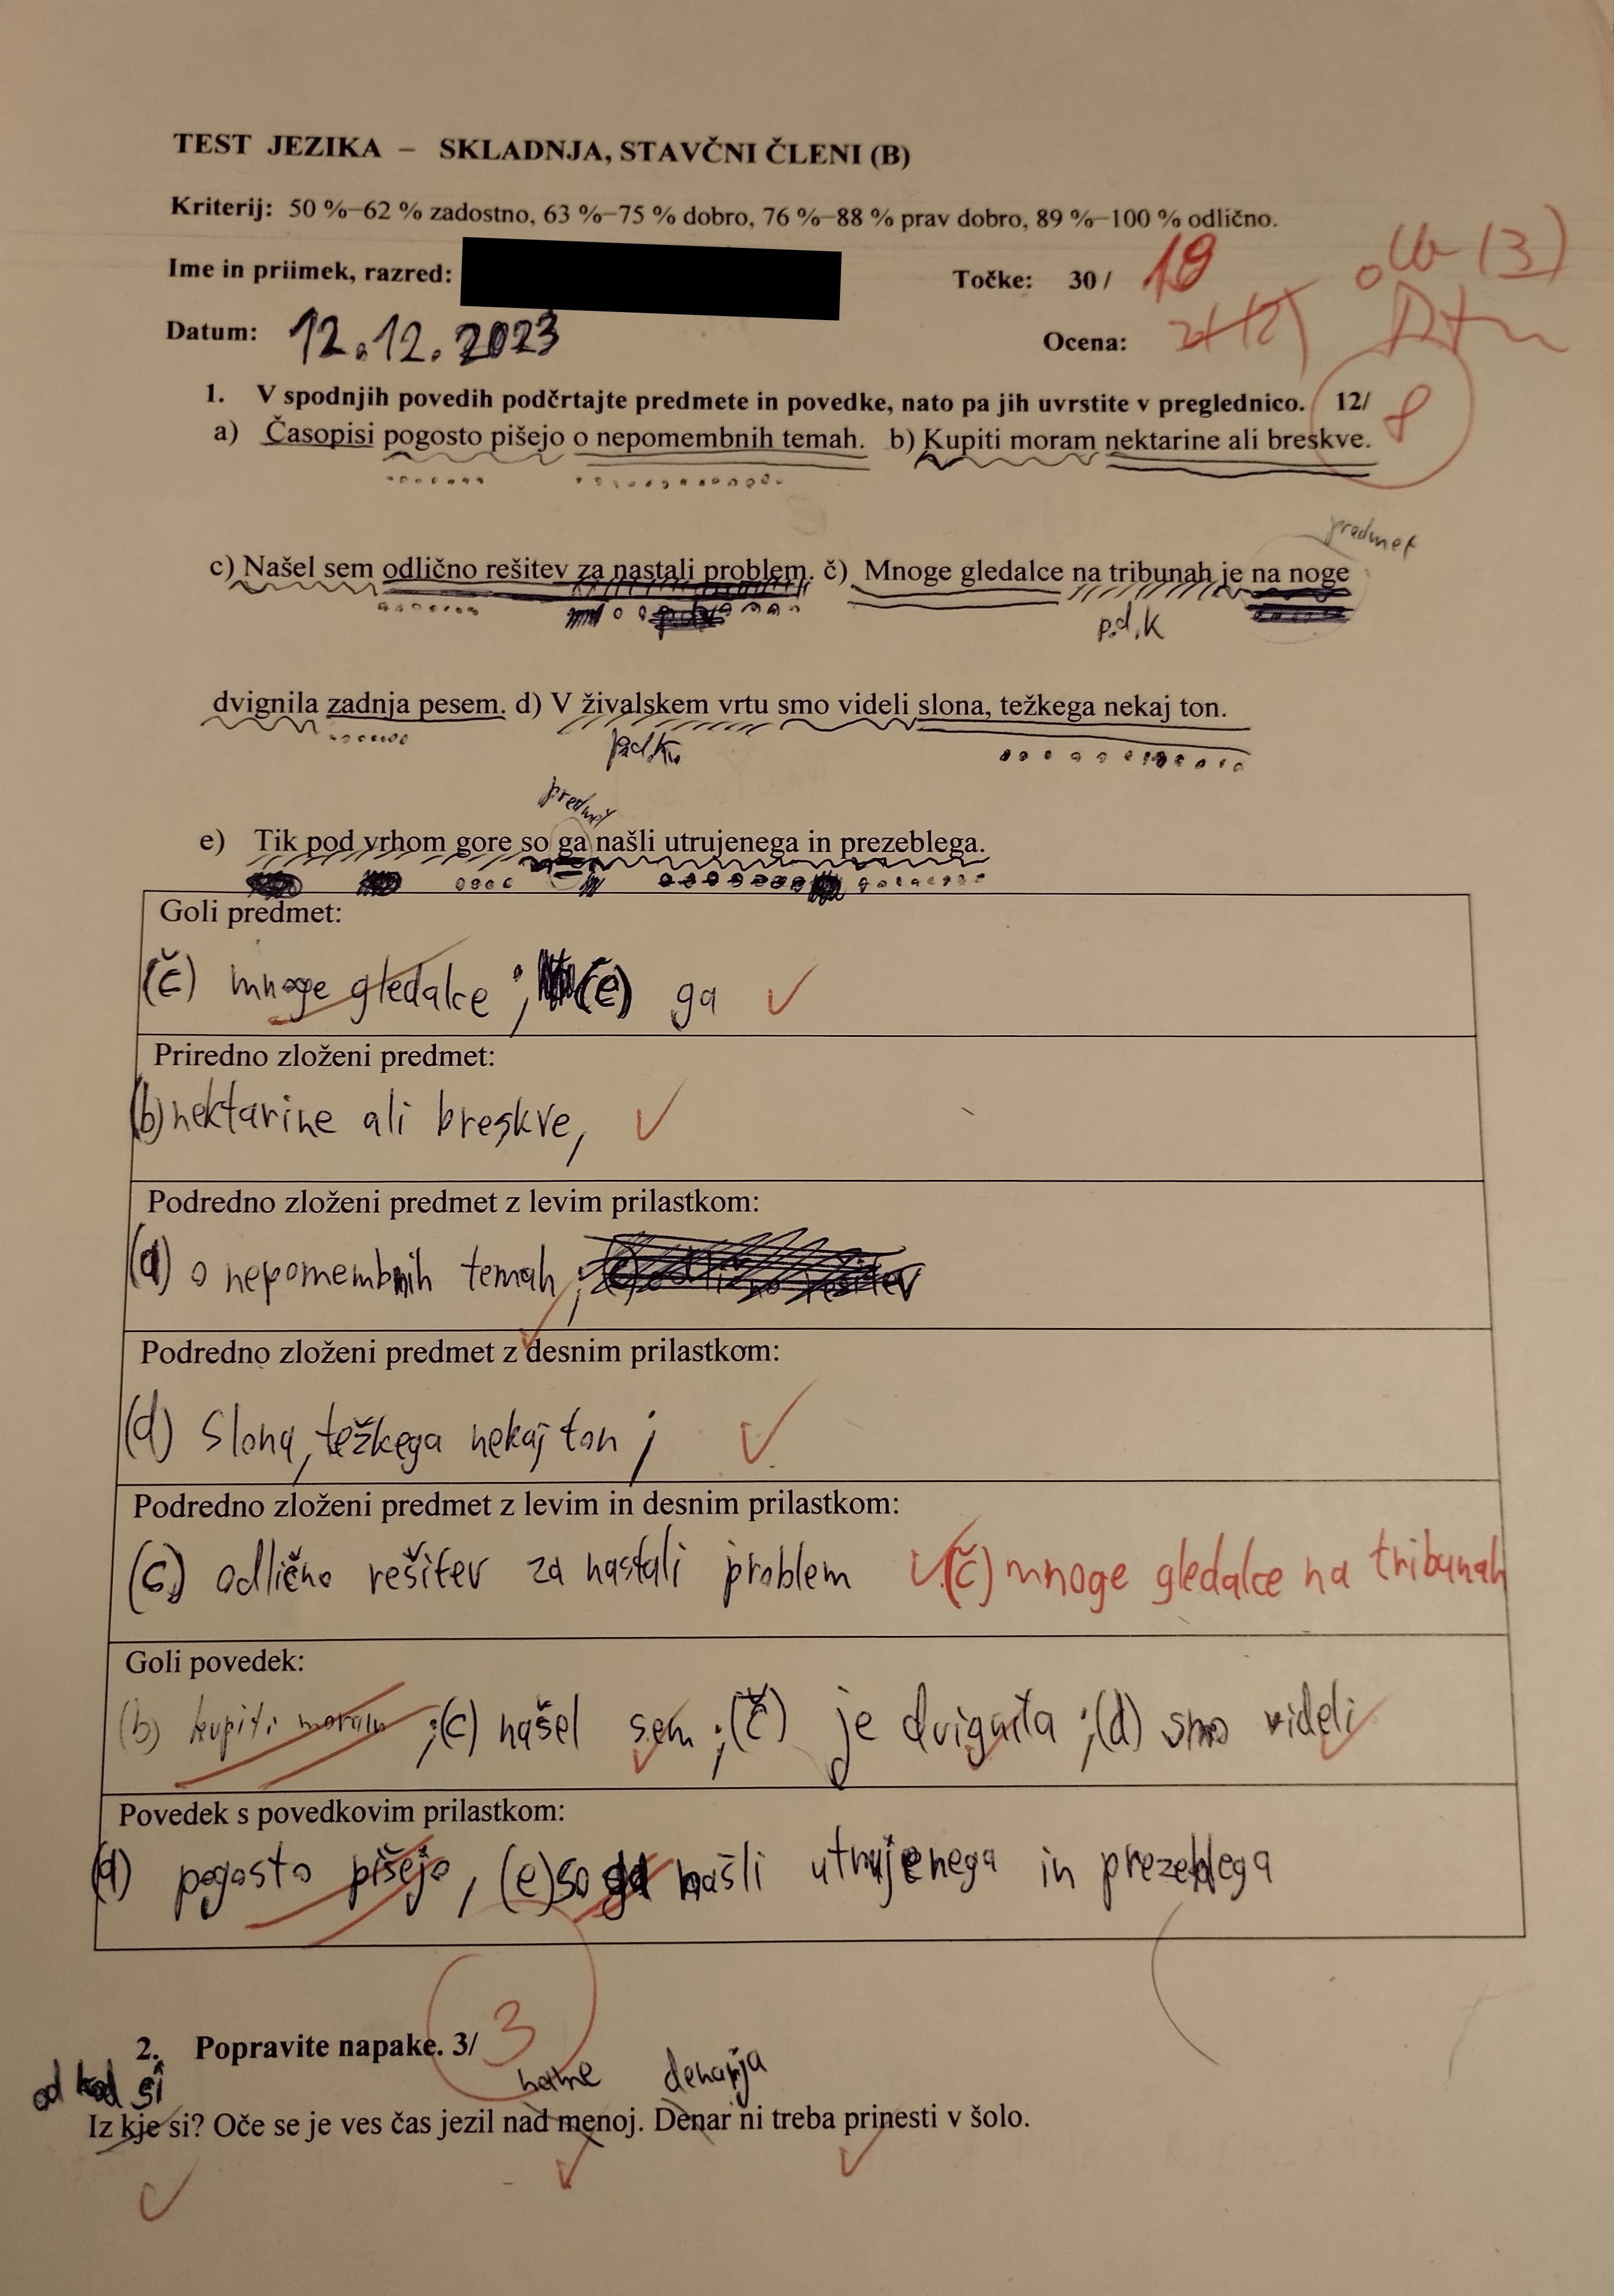 TEST JEZIKA – SKLADNJA, STAVČNI ČLENI (B)
Kriterij: 50 %–62 % zadostno, 63 %–75 % dobro, 76 %–88 % prav dobro, 89 %–100 % odlično.
Ime in priimek, razred:
Točke: 30 / 19
db (3)
Datum: 12.12.2023
Ocena:
1. V spodnjih povedih podčrtajte predmete in povedke, nato pa jih uvrstite v preglednico. 12/ 8
a) Časopisi pogosto pišejo o nepomembnih temah. b) Kupiti moram nektarine ali breskve.
predmet
c) Našel sem odlično rešitev za nastali problem. č) Mnoge gledalce na tribunah je na noge
p.d.k
dvignila zadnja pesem. d) V živalskem vrtu smo videli slona, težkega nekaj ton.
p.d.k.
predmet
e) Tik pod vrhom gore so ga našli utrujenega in prezeblega.
Goli predmet:
(č) mnoge gledalce ; (e) ga
Priredno zloženi predmet:
(b) nektarine ali breskve,
Podredno zloženi predmet z levim prilastkom:
(a) o nepomembnih temah ;
Podredno zloženi predmet z desnim prilastkom:
(d) slona, težkega nekaj ton ;
Podredno zloženi predmet z levim in desnim prilastkom:
(c) odlično rešitev za nastali problem (č) mnoge gledalce na tribunah
Goli povedek:
(b) kupiti moram ; (c) našel sem ; (č) je dvignila ; (d) smo videli
Povedek s povedkovim prilastkom:
(a) pogosto pišejo, (e) so našli utrujenega in prezeblega
2. Popravite napake. 3/ 3
od kod si name denarja
Iz kje si? Oče se je ves čas jezil nad menoj. Denar ni treba prinesti v šolo.